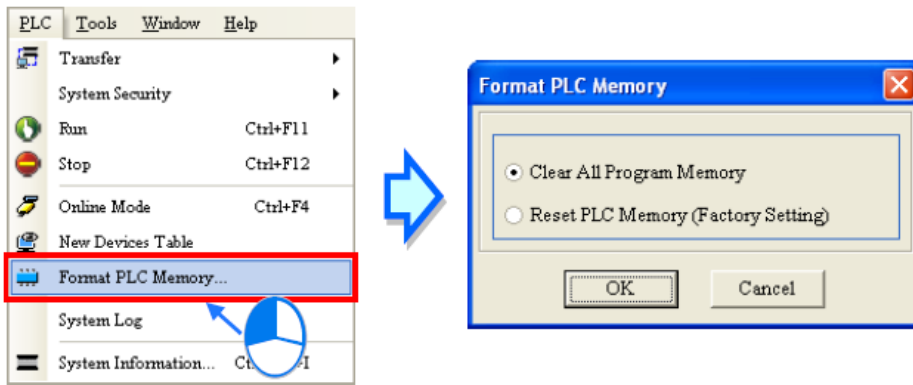 PLC Tools Window Help
Transfer
System Security
Run Ctrl+F11
Stop Ctrl+F12
Online Mode Ctrl+F4
New Devices Table
Format PLC Memory...
System Log
System Information...
Format PLC Memory
Clear All Program Memory
Reset PLC Memory (Factory Setting)
OK Cancel